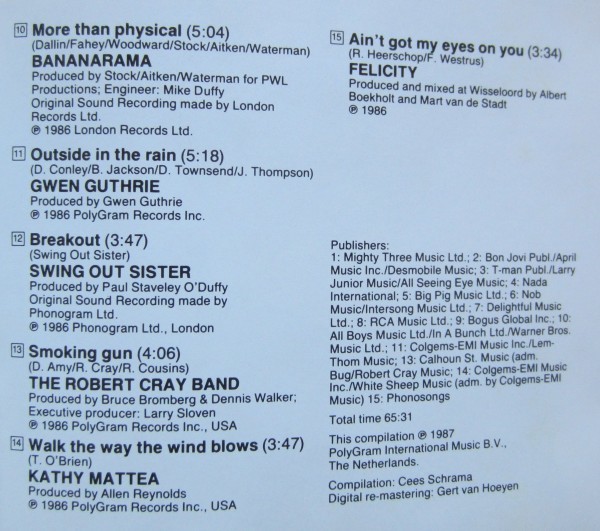 10 More than physical (5:04)
(Dallin/Fahey/Woodward/Stock/Aitken/Waterman)
BANANARAMA
Produced by Stock/Aitken/Waterman for PWL
Productions; Engineer: Mike Duffy
Original Sound Recording made by London
Records Ltd.
℗ 1986 London Records Ltd.
11 Outside in the rain (5:18)
(D. Conley/B. Jackson/D. Townsend/J. Thompson)
GWEN GUTHRIE
Produced by Gwen Guthrie
℗ 1986 PolyGram Records Inc.
12 Breakout (3:47)
(Swing Out Sister)
SWING OUT SISTER
Produced by Paul Staveley O'Duffy
Original Sound Recording made by
Phonogram Ltd.
℗ 1986 Phonogram Ltd., London
13 Smoking gun (4:06)
(D. Amy/R. Cray/R. Cousins)
THE ROBERT CRAY BAND
Produced by Bruce Bromberg & Dennis Walker;
Executive producer: Larry Sloven
℗ 1986 PolyGram Records Inc., USA
14 Walk the way the wind blows (3:47)
(T. O'Brien)
KATHY MATTEA
Produced by Allen Reynolds
℗ 1986 PolyGram Records Inc., USA
15 Ain't got my eyes on you (3:34)
(R. Heerschop/F. Westrus)
FELICITY
Produced and mixed at Wisseloord by Albert
Boekholt and Mart van de Stadt
℗ 1986
Publishers:
1: Mighty Three Music Ltd.; 2: Bon Jovi Publ./April
Music Inc./Desmobile Music; 3: T-man Publ./Larry
Junior Music/All Seeing Eye Music; 4: Nada
International; 5: Big Pig Music Ltd.; 6: Nob
Music/Intersong Music Ltd.; 7: Delightful Music
Ltd.; 8: RCA Music Ltd.; 9: Bogus Global Inc.; 10:
All Boys Music Ltd./In A Bunch Ltd./Warner Bros.
Music Ltd.; 11: Colgems-EMI Music Inc./Lem-
Thom Music; 13: Calhoun St. Music (adm.
Bug/Robert Cray Music; 14: Colgems-EMI Music
Inc./White Sheep Music (adm. by Colgems-EMI
Music) 15: Phonosongs
Total time 65:31
This compilation ℗ 1987
PolyGram International Music B.V.,
The Netherlands.
Compilation: Cees Schrama
Digital re-mastering: Gert van Hoeyen